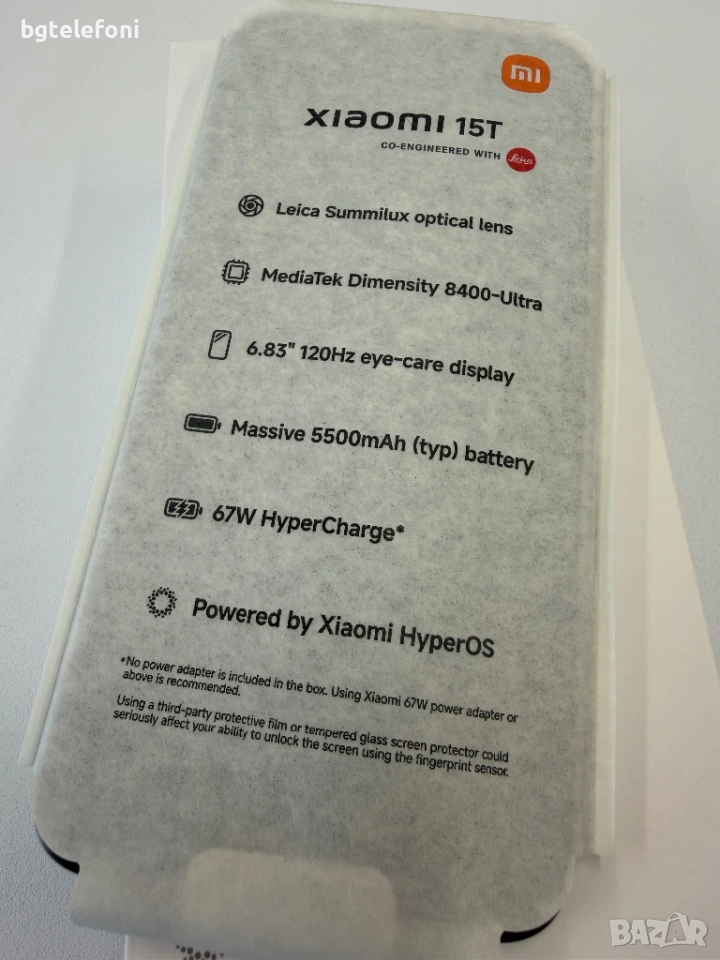 bgtelefoni
mi
xiaomi 15T
CO-ENGINEERED WITH Leica
Leica Summilux optical lens
MediaTek Dimensity 8400-Ultra
6.83" 120Hz eye-care display
Massive 5500mAh (typ) battery
67W HyperCharge*
Powered by Xiaomi HyperOS
*No power adapter is included in the box. Using Xiaomi 67W power adapter or
above is recommended.
Using a third-party protective film or tempered glass screen protector could
seriously affect your ability to unlock the screen using the fingerprint sensor.
BAZAR